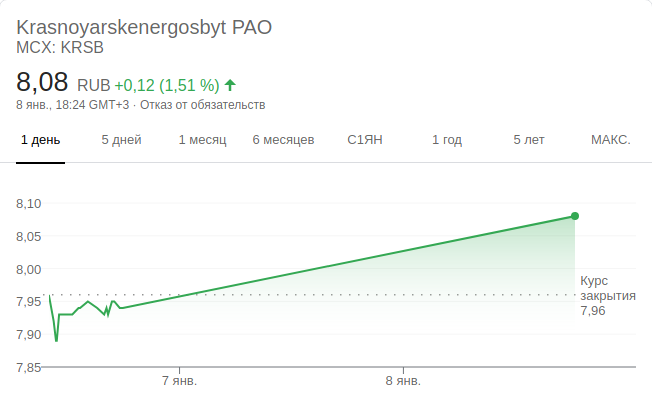 Krasnoyarskenergosbyt PAO
MCX: KRSB
8,08 RUB +0,12 (1,51 %)
8 янв., 18:24 GMT+3 · Отказ от обязательств
1 день 5 дней 1 месяц 6 месяцев С1ЯН 1 год 5 лет МАКС.
8,10
8,05
8,00
7,95
7,90
7,85
Курс
закрытия
7,96
7 янв. 8 янв.